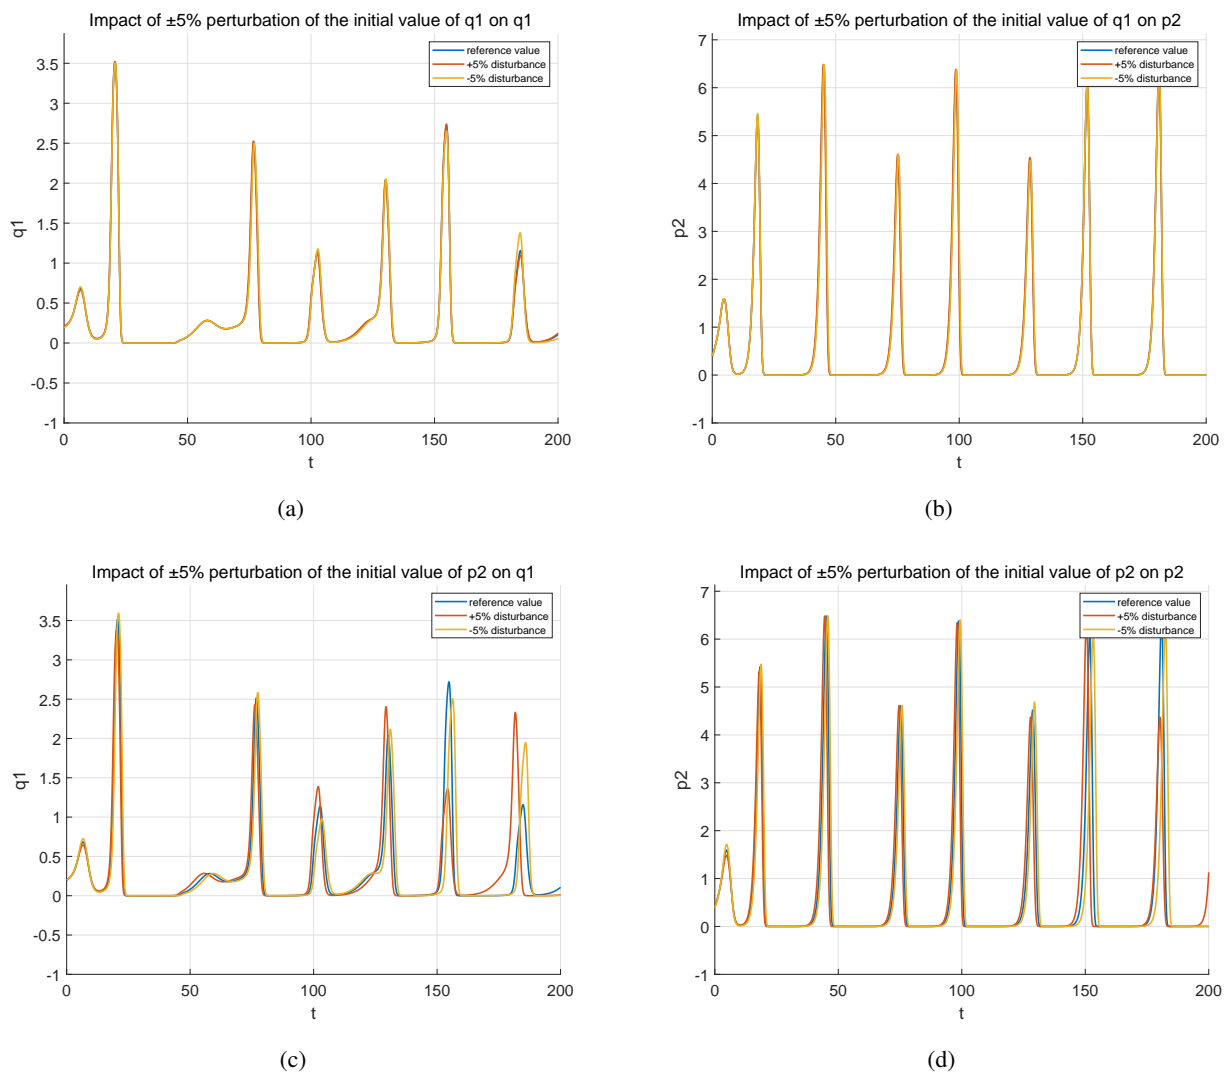 Impact of ±5% perturbation of the initial value of q1 on q1
reference value
+5% disturbance
-5% disturbance
3.5
3
2.5
2
1.5
1
0.5
0
-0.5
-1
q1
0 50 100 150 200
t
(a)
Impact of ±5% perturbation of the initial value of q1 on p2
reference value
+5% disturbance
-5% disturbance
7
6
5
4
3
2
1
0
-1
p2
0 50 100 150 200
t
(b)
Impact of ±5% perturbation of the initial value of p2 on q1
reference value
+5% disturbance
-5% disturbance
3.5
3
2.5
2
1.5
1
0.5
0
-0.5
-1
q1
0 50 100 150 200
t
(c)
Impact of ±5% perturbation of the initial value of p2 on p2
reference value
+5% disturbance
-5% disturbance
7
6
5
4
3
2
1
0
-1
p2
0 50 100 150 200
t
(d)